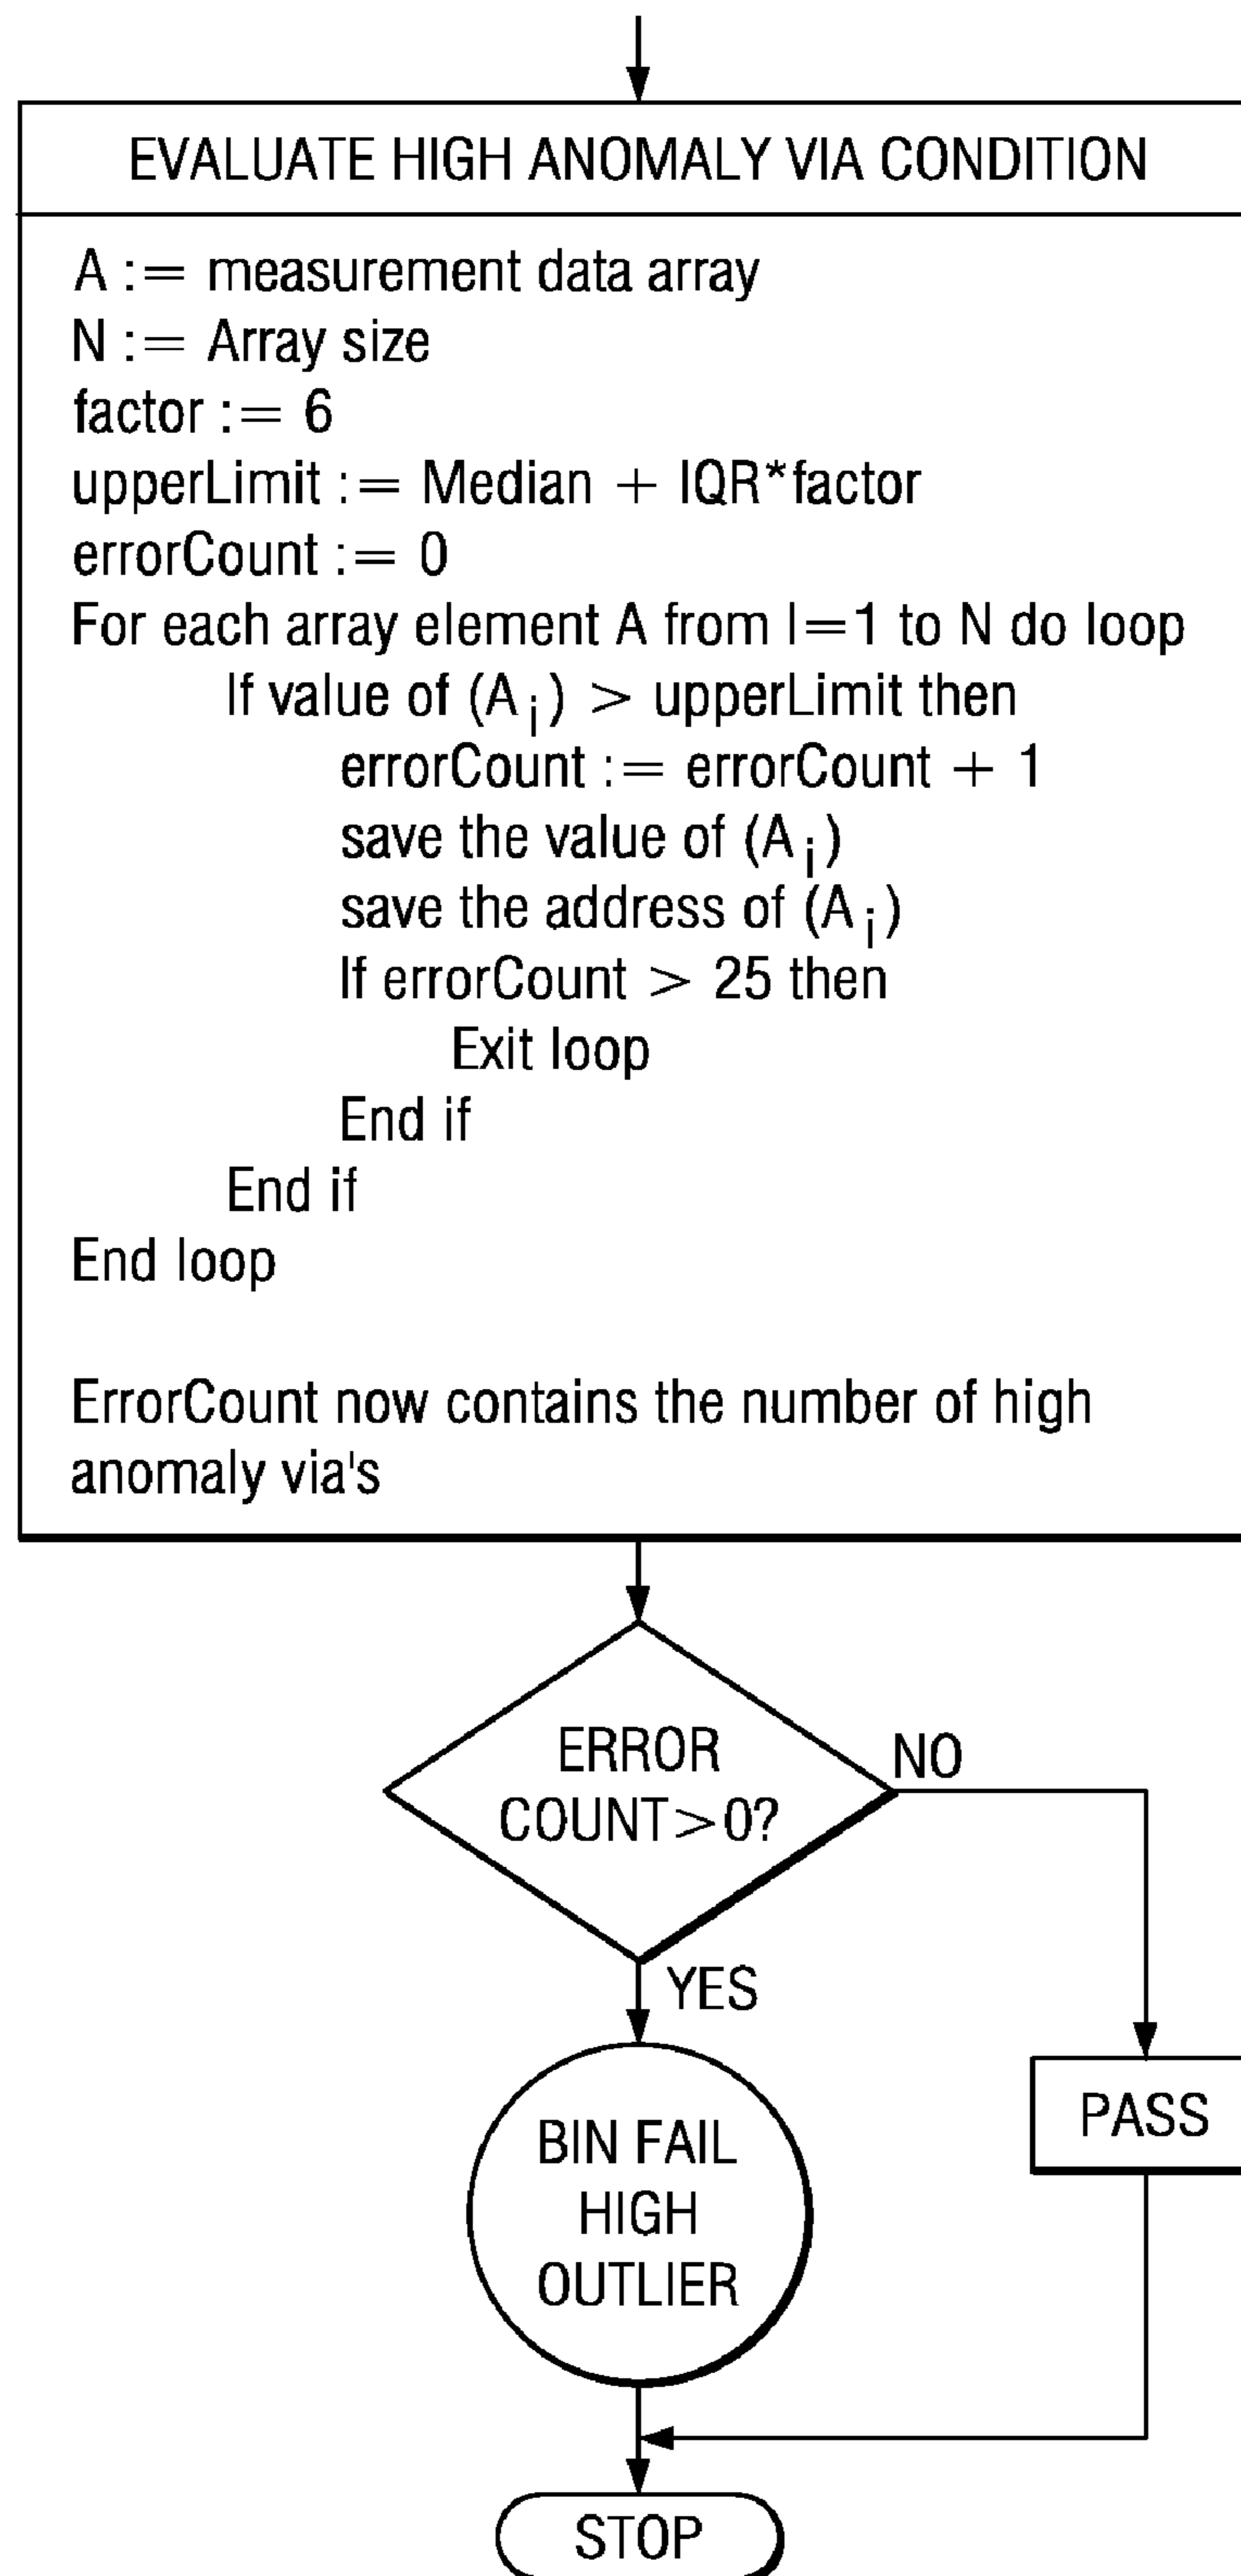 EVALUATE HIGH ANOMALY VIA CONDITION
A := measurement data array
N := Array size
factor := 6
upperLimit := Median + IQR*factor
errorCount := 0
For each array element A from I=1 to N do loop
If value of (A i) > upperLimit then
errorCount := errorCount + 1
save the value of (A i)
save the address of (A i)
If errorCount > 25 then
Exit loop
End if
End if
End loop
ErrorCount now contains the number of high
anomaly via's
ERROR
COUNT>0?
NO
YES
BIN FAIL
HIGH
OUTLIER
PASS
STOP